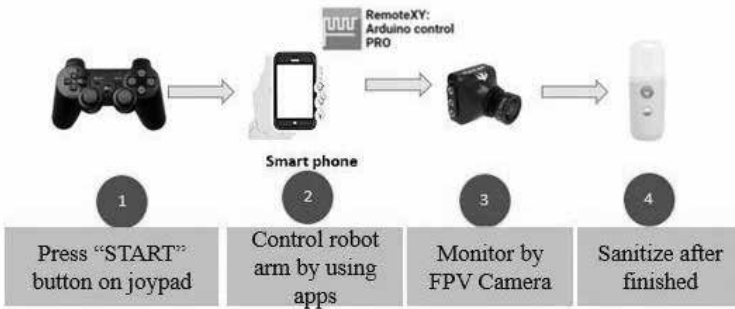 RemoteXY:
Arduino control
PRO
Smart phone
1
2
3
4
Press “START”
button on joypad
Control robot
arm by using
apps
Monitor by
FPV Camera
Sanitize after
finished